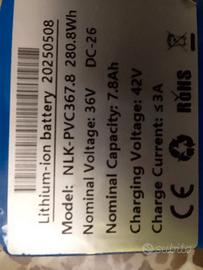 Lithium-ion battery 20250508
Model: NLK-PVC367.8 280.8Wh
Nominal Voltage: 36V DC-26
Nominal Capacity: 7.8Ah
Charging Voltage: 42V
Charge Current: ≤3A
CE RoHS
subito